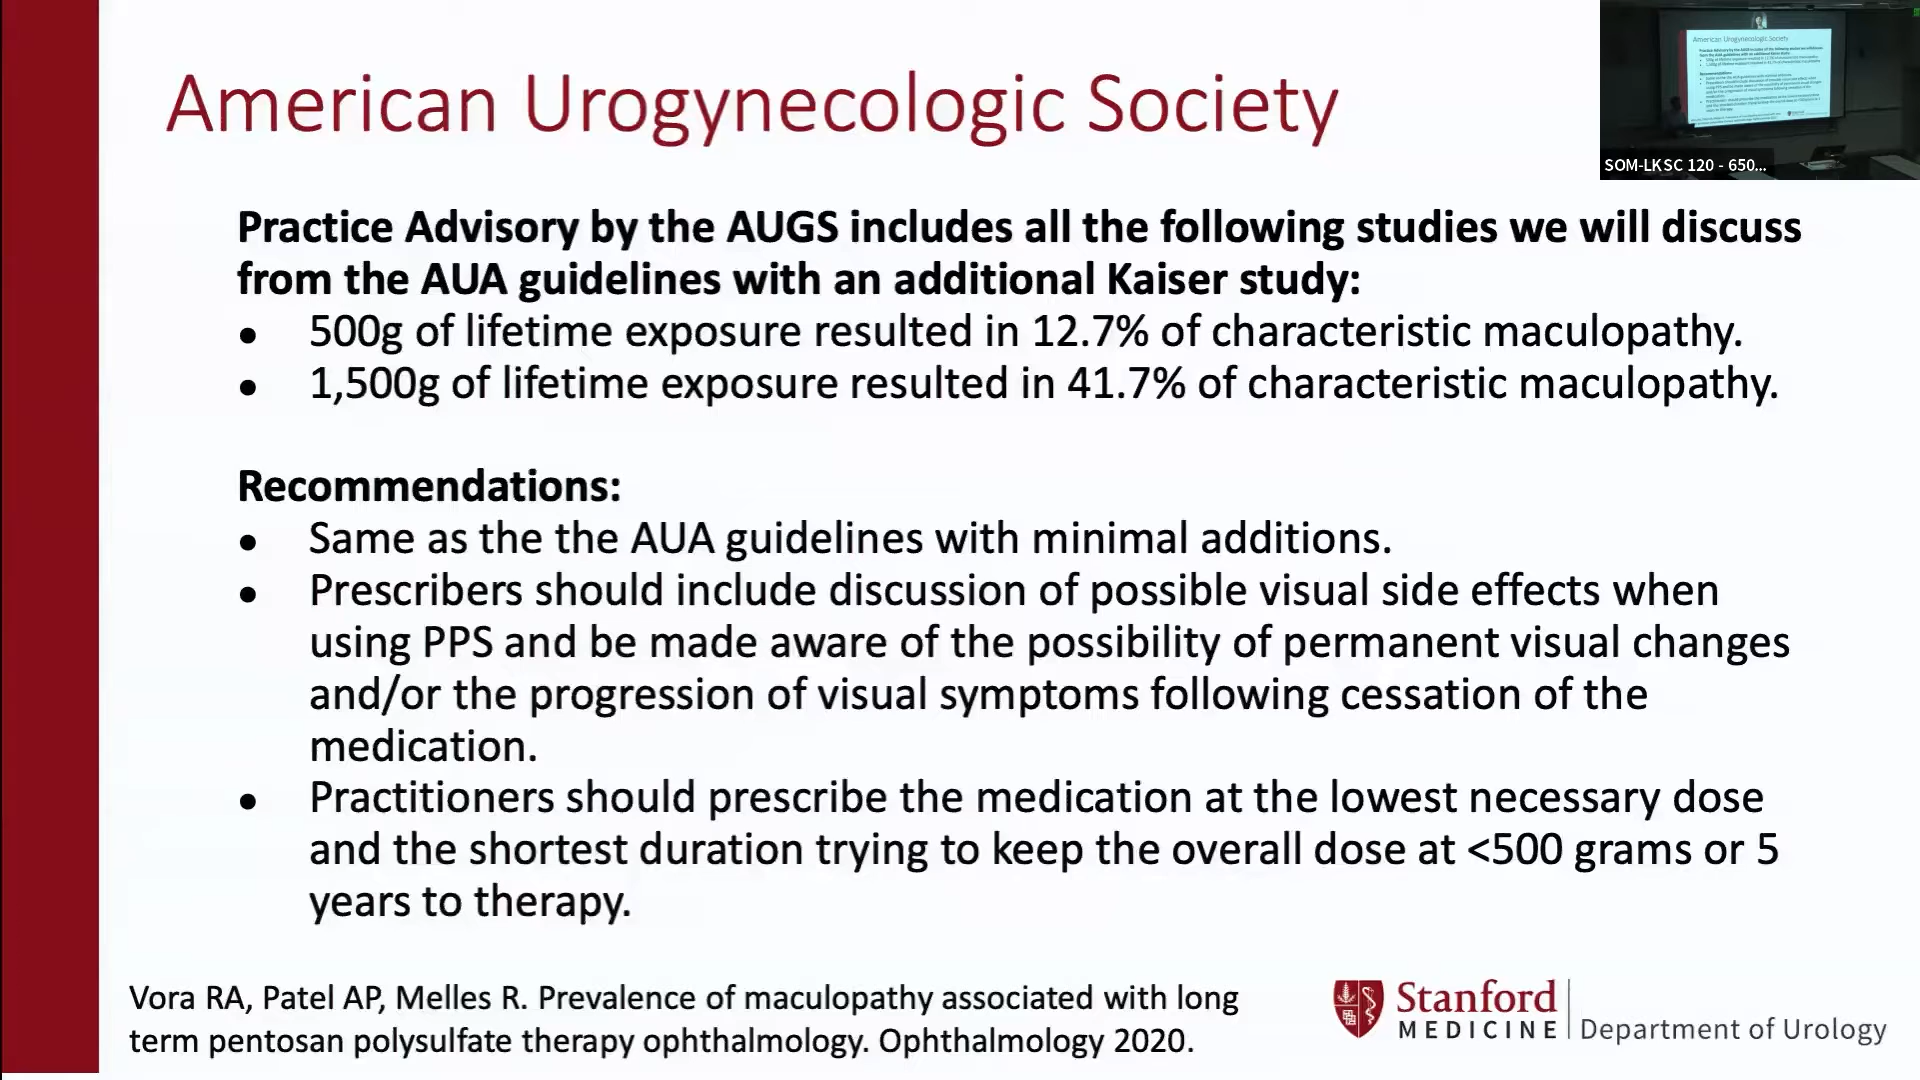 American Urogynecologic Society
SOM-LKSC 120 - 650...
Practice Advisory by the AUGS includes all the following studies we will discuss
from the AUA guidelines with an additional Kaiser study:
• 500g of lifetime exposure resulted in 12.7% of characteristic maculopathy.
• 1,500g of lifetime exposure resulted in 41.7% of characteristic maculopathy.
Recommendations:
• Same as the the AUA guidelines with minimal additions.
• Prescribers should include discussion of possible visual side effects when
using PPS and be made aware of the possibility of permanent visual changes
and/or the progression of visual symptoms following cessation of the
medication.
• Practitioners should prescribe the medication at the lowest necessary dose
and the shortest duration trying to keep the overall dose at <500 grams or 5
years to therapy.
Vora RA, Patel AP, Melles R. Prevalence of maculopathy associated with long
term pentosan polysulfate therapy ophthalmology. Ophthalmology 2020.
Stanford
MEDICINE
Department of Urology